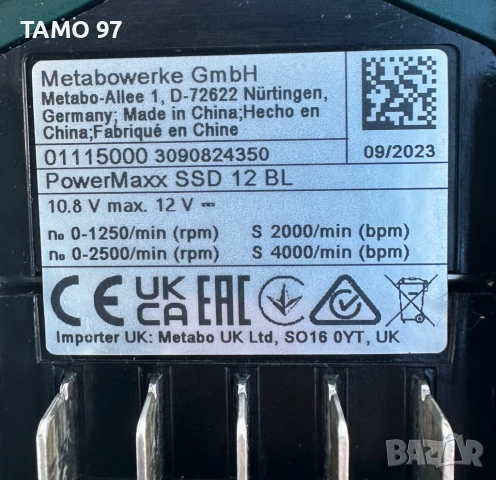 TAMO 97
Metabowerke GmbH
Metabo-Allee 1, D-72622 Nürtingen,
Germany; Made in China;Hecho en
China;Fabriqué en Chine
01115000 3090824350
09/2023
PowerMaxx SSD 12 BL
10.8 V max. 12 V ⎓
n₀ 0-1250/min (rpm) S 2000/min (bpm)
n₀ 0-2500/min (rpm) S 4000/min (bpm)
CE UK CA EAC
Importer UK: Metabo UK Ltd, SO16 0YT, UK
BAZAR